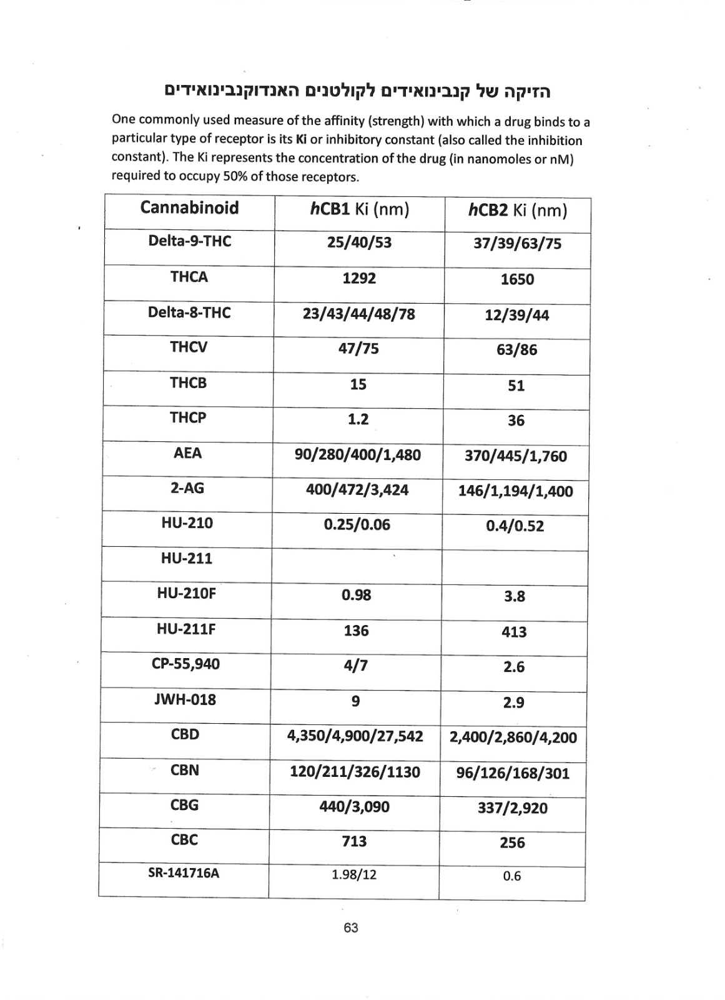 הזיקה של קנבינואידים לקולטנים האנדוקנבינואידים
One commonly used measure of the affinity (strength) with which a drug binds to a
particular type of receptor is its Ki or inhibitory constant (also called the inhibition
constant). The Ki represents the concentration of the drug (in nanomoles or nM)
required to occupy 50% of those receptors.
Cannabinoid hCB1 Ki (nm) hCB2 Ki (nm)
Delta-9-THC 25/40/53 37/39/63/75
THCA 1292 1650
Delta-8-THC 23/43/44/48/78 12/39/44
THCV 47/75 63/86
THCB 15 51
THCP 1.2 36
AEA 90/280/400/1,480 370/445/1,760
2-AG 400/472/3,424 146/1,194/1,400
HU-210 0.25/0.06 0.4/0.52
HU-211
HU-210F 0.98 3.8
HU-211F 136 413
CP-55,940 4/7 2.6
JWH-018 9 2.9
CBD 4,350/4,900/27,542 2,400/2,860/4,200
CBN 120/211/326/1130 96/126/168/301
CBG 440/3,090 337/2,920
CBC 713 256
SR-141716A 1.98/12 0.6
63